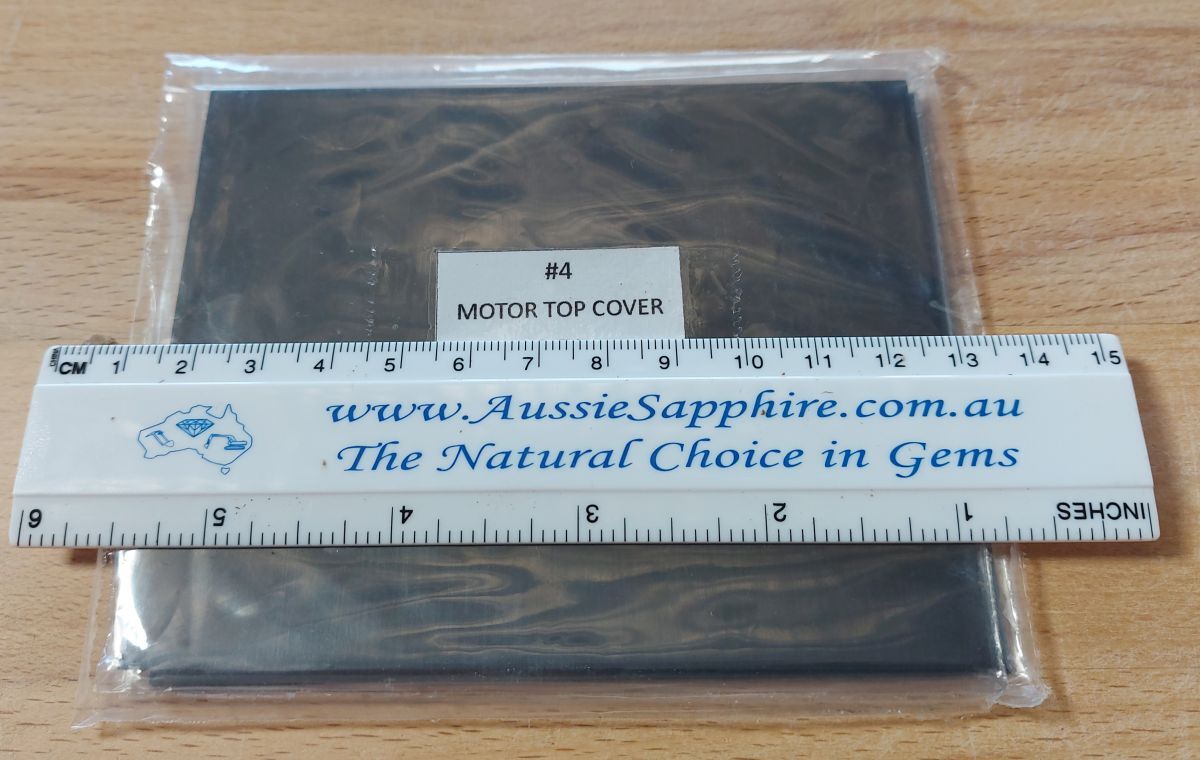 #4
MOTOR TOP COVER
CM 1 2 3 4 5 6 7 8 9 10 11 12 13 14 15
www.AussieSapphire.com.au
The Natural Choice in Gems
6 5 4 3 2 1 INCHES